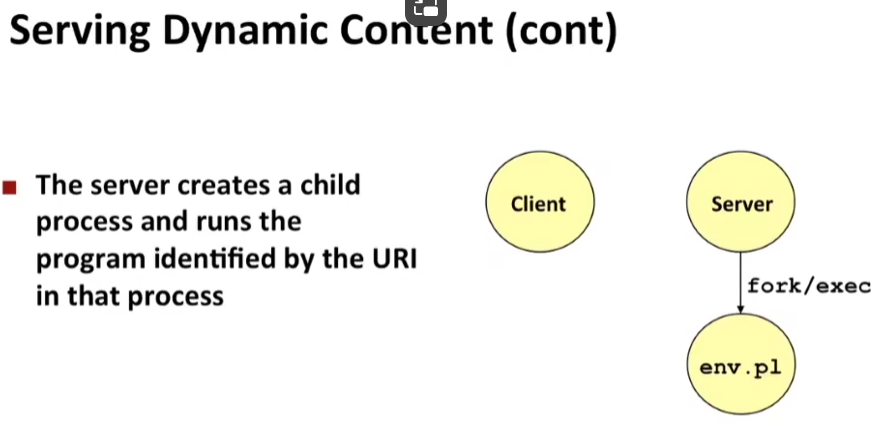 Serving Dynamic Content (cont)
The server creates a child
process and runs the
program identified by the URI
in that process
Client
Server
fork/exec
env.pl